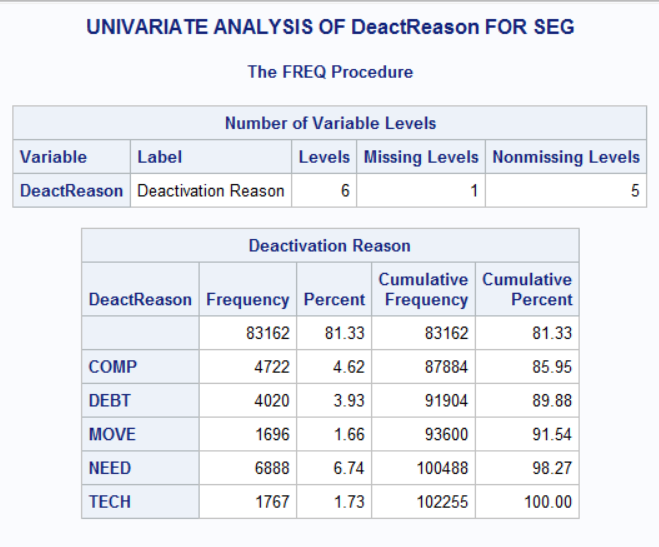 UNIVARIATE ANALYSIS OF DeactReason FOR SEG
The FREQ Procedure
Number of Variable Levels
Variable Label Levels Missing Levels Nonmissing Levels
DeactReason Deactivation Reason 6 1 5
Deactivation Reason
DeactReason Frequency Percent Cumulative Frequency Cumulative Percent
83162 81.33 83162 81.33
COMP 4722 4.62 87884 85.95
DEBT 4020 3.93 91904 89.88
MOVE 1696 1.66 93600 91.54
NEED 6888 6.74 100488 98.27
TECH 1767 1.73 102255 100.00